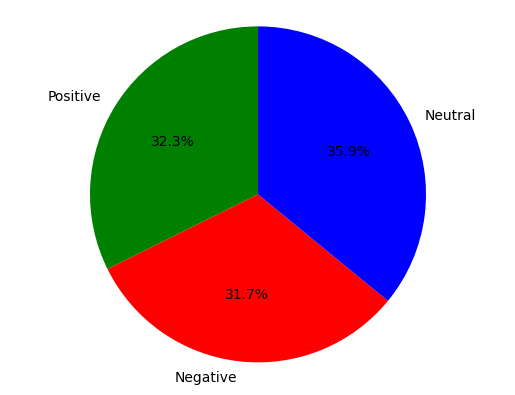 Positive
Neutral
32.3%
35.9%
31.7%
Negative